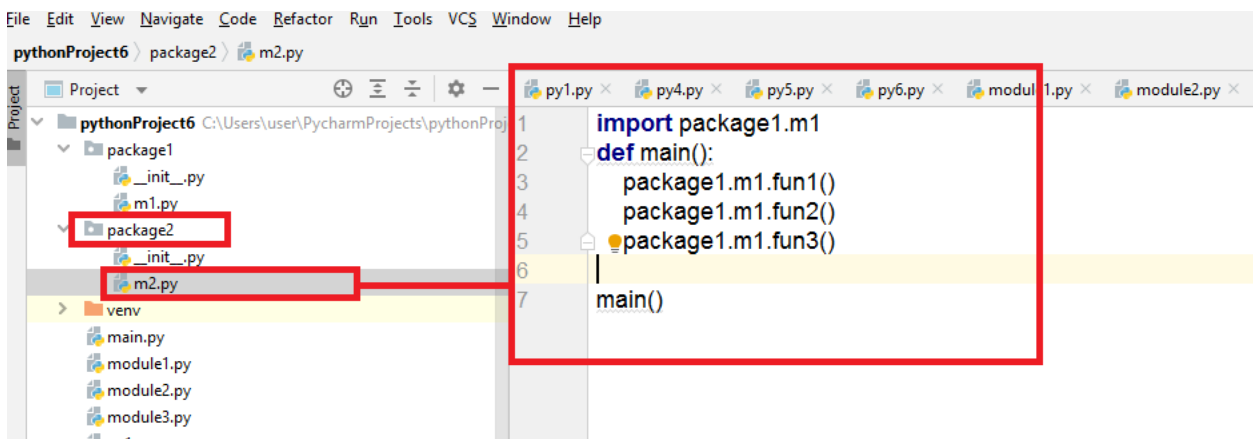 File Edit View Navigate Code Refactor Run Tools VCS Window Help
pythonProject6 package2 m2.py
Project
Project
py1.py py4.py py5.py py6.py module1.py module2.py
pythonProject6 C:\Users\user\PycharmProjects\pythonProj
package1
__init__.py
m1.py
package2
__init__.py
m2.py
venv
main.py
module1.py
module2.py
module3.py
1 import package1.m1
2 def main():
3 package1.m1.fun1()
4 package1.m1.fun2()
5 package1.m1.fun3()
6
7 main()